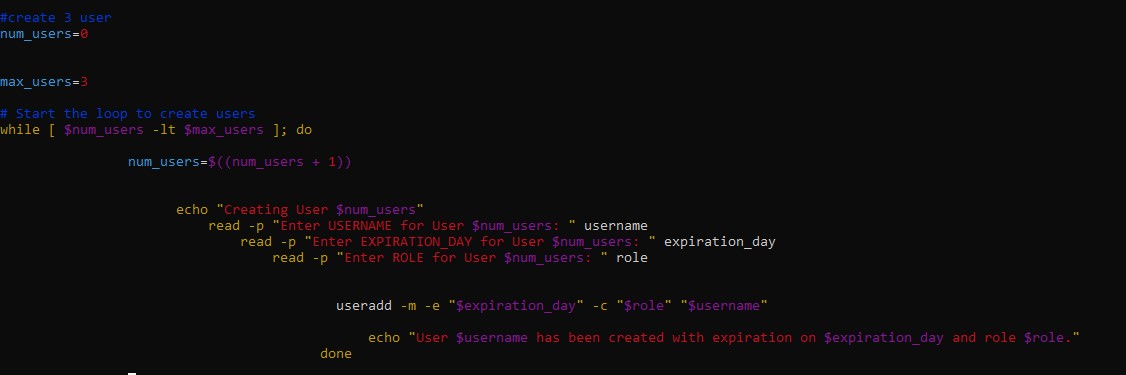 #create 3 user
num_users=0
max_users=3
# Start the loop to create users
while [ $num_users -lt $max_users ]; do
num_users=$((num_users + 1))
echo "Creating User $num_users"
read -p "Enter USERNAME for User $num_users: " username
read -p "Enter EXPIRATION_DAY for User $num_users: " expiration_day
read -p "Enter ROLE for User $num_users: " role
useradd -m -e "$expiration_day" -c "$role" "$username"
echo "User $username has been created with expiration on $expiration_day and role $role."
done